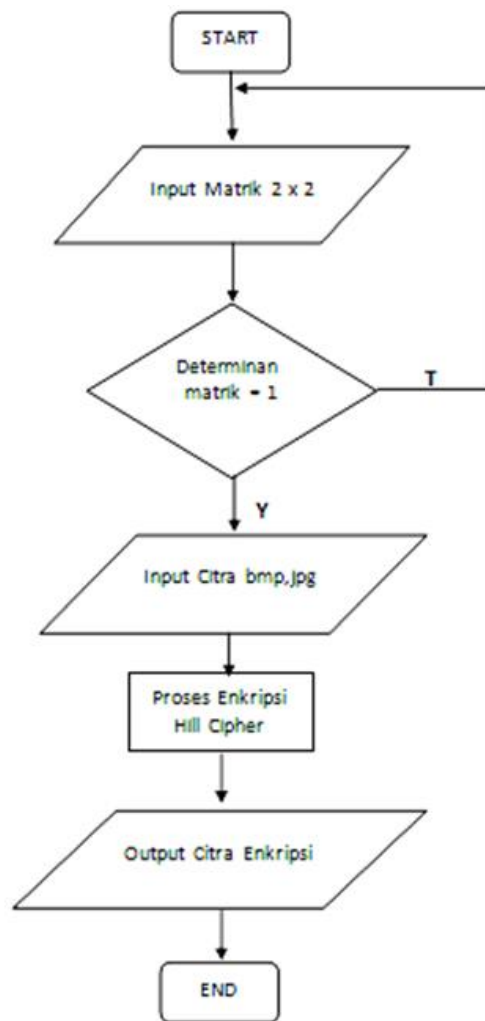 START
Input Matrik 2 x 2
Determinan
matrik = 1
T
Y
Input Citra bmp,jpg
Proses Enkripsi
Hill Cipher
Output Citra Enkripsi
END